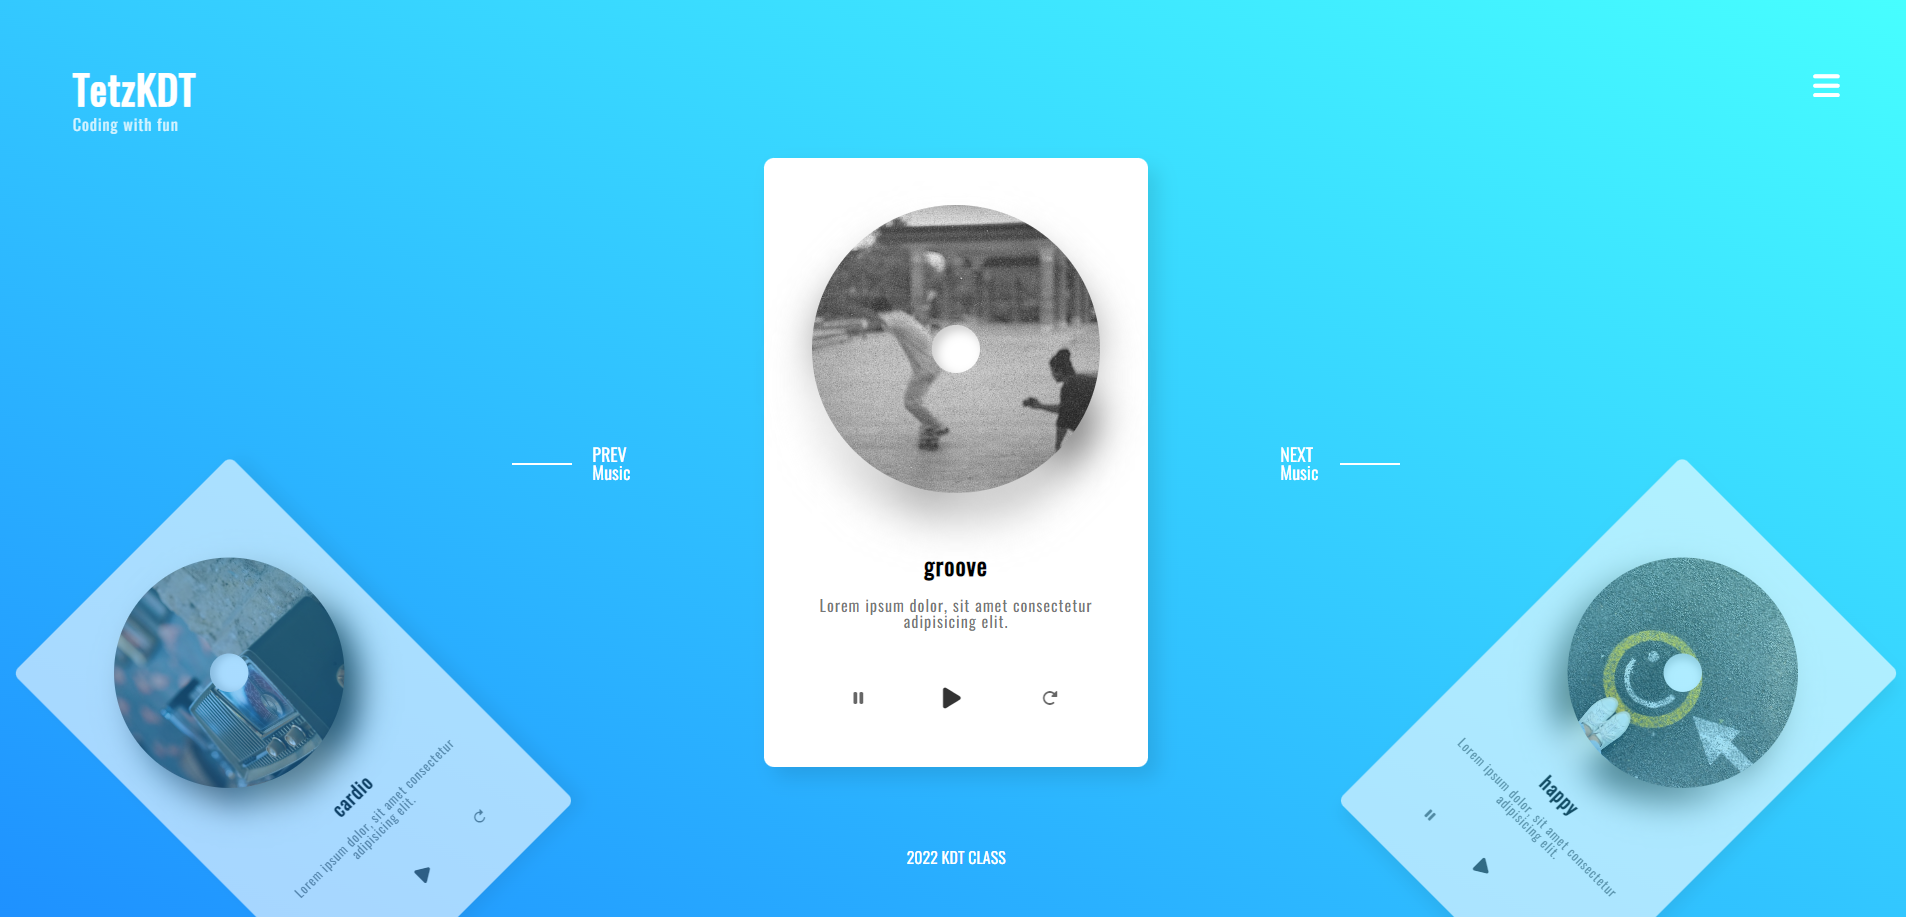 TetzKDT
Coding with fun
PREV
Music
groove
Lorem ipsum dolor, sit amet consectetur
adipisicing elit.
NEXT
Music
cardio
Lorem ipsum dolor, sit amet consectetur
adipisicing elit.
happy
Lorem ipsum dolor, sit amet consectetur
adipisicing elit.
2022 KDT CLASS